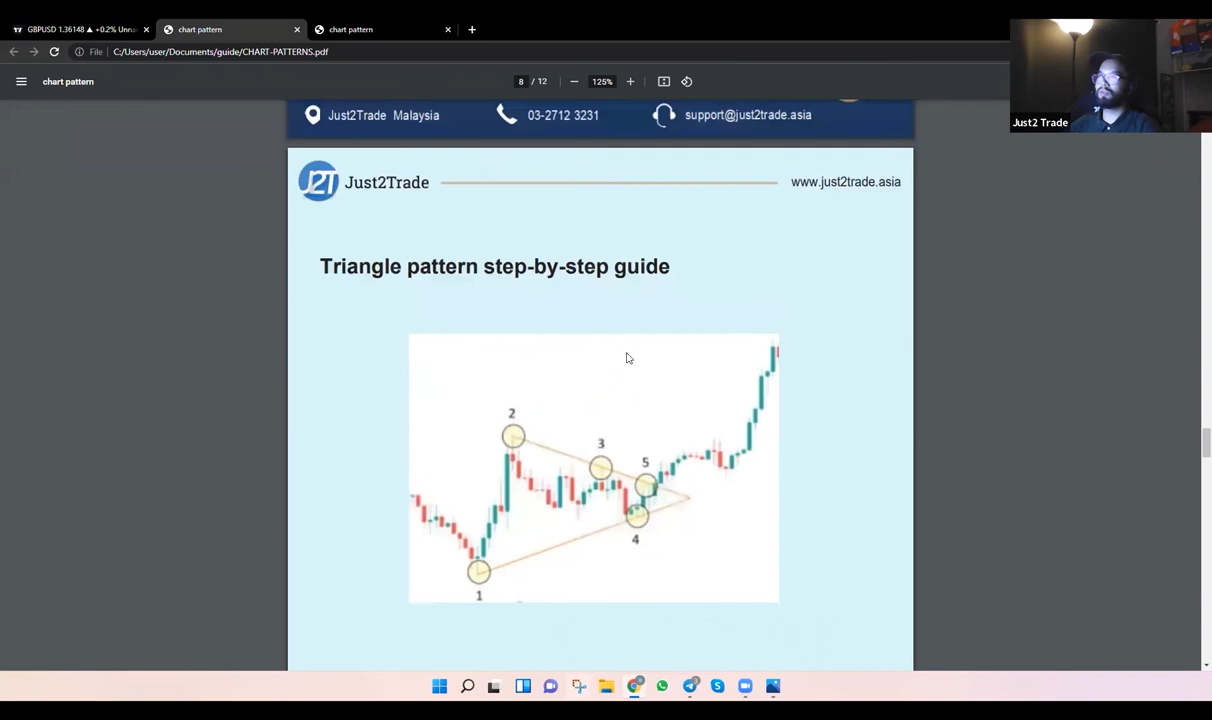 GBPUSD 1.36148 ▲ +0.2% Unna
chart pattern
chart pattern
File
C:/Users/user/Documents/guide/CHART-PATTERNS.pdf
chart pattern
8 / 12
125%
Just2 Trade
Just2Trade Malaysia
03-2712 3231
support@just2trade.asia
J2T
Just2Trade
www.just2trade.asia
Triangle pattern step-by-step guide
2
3
5
4
1